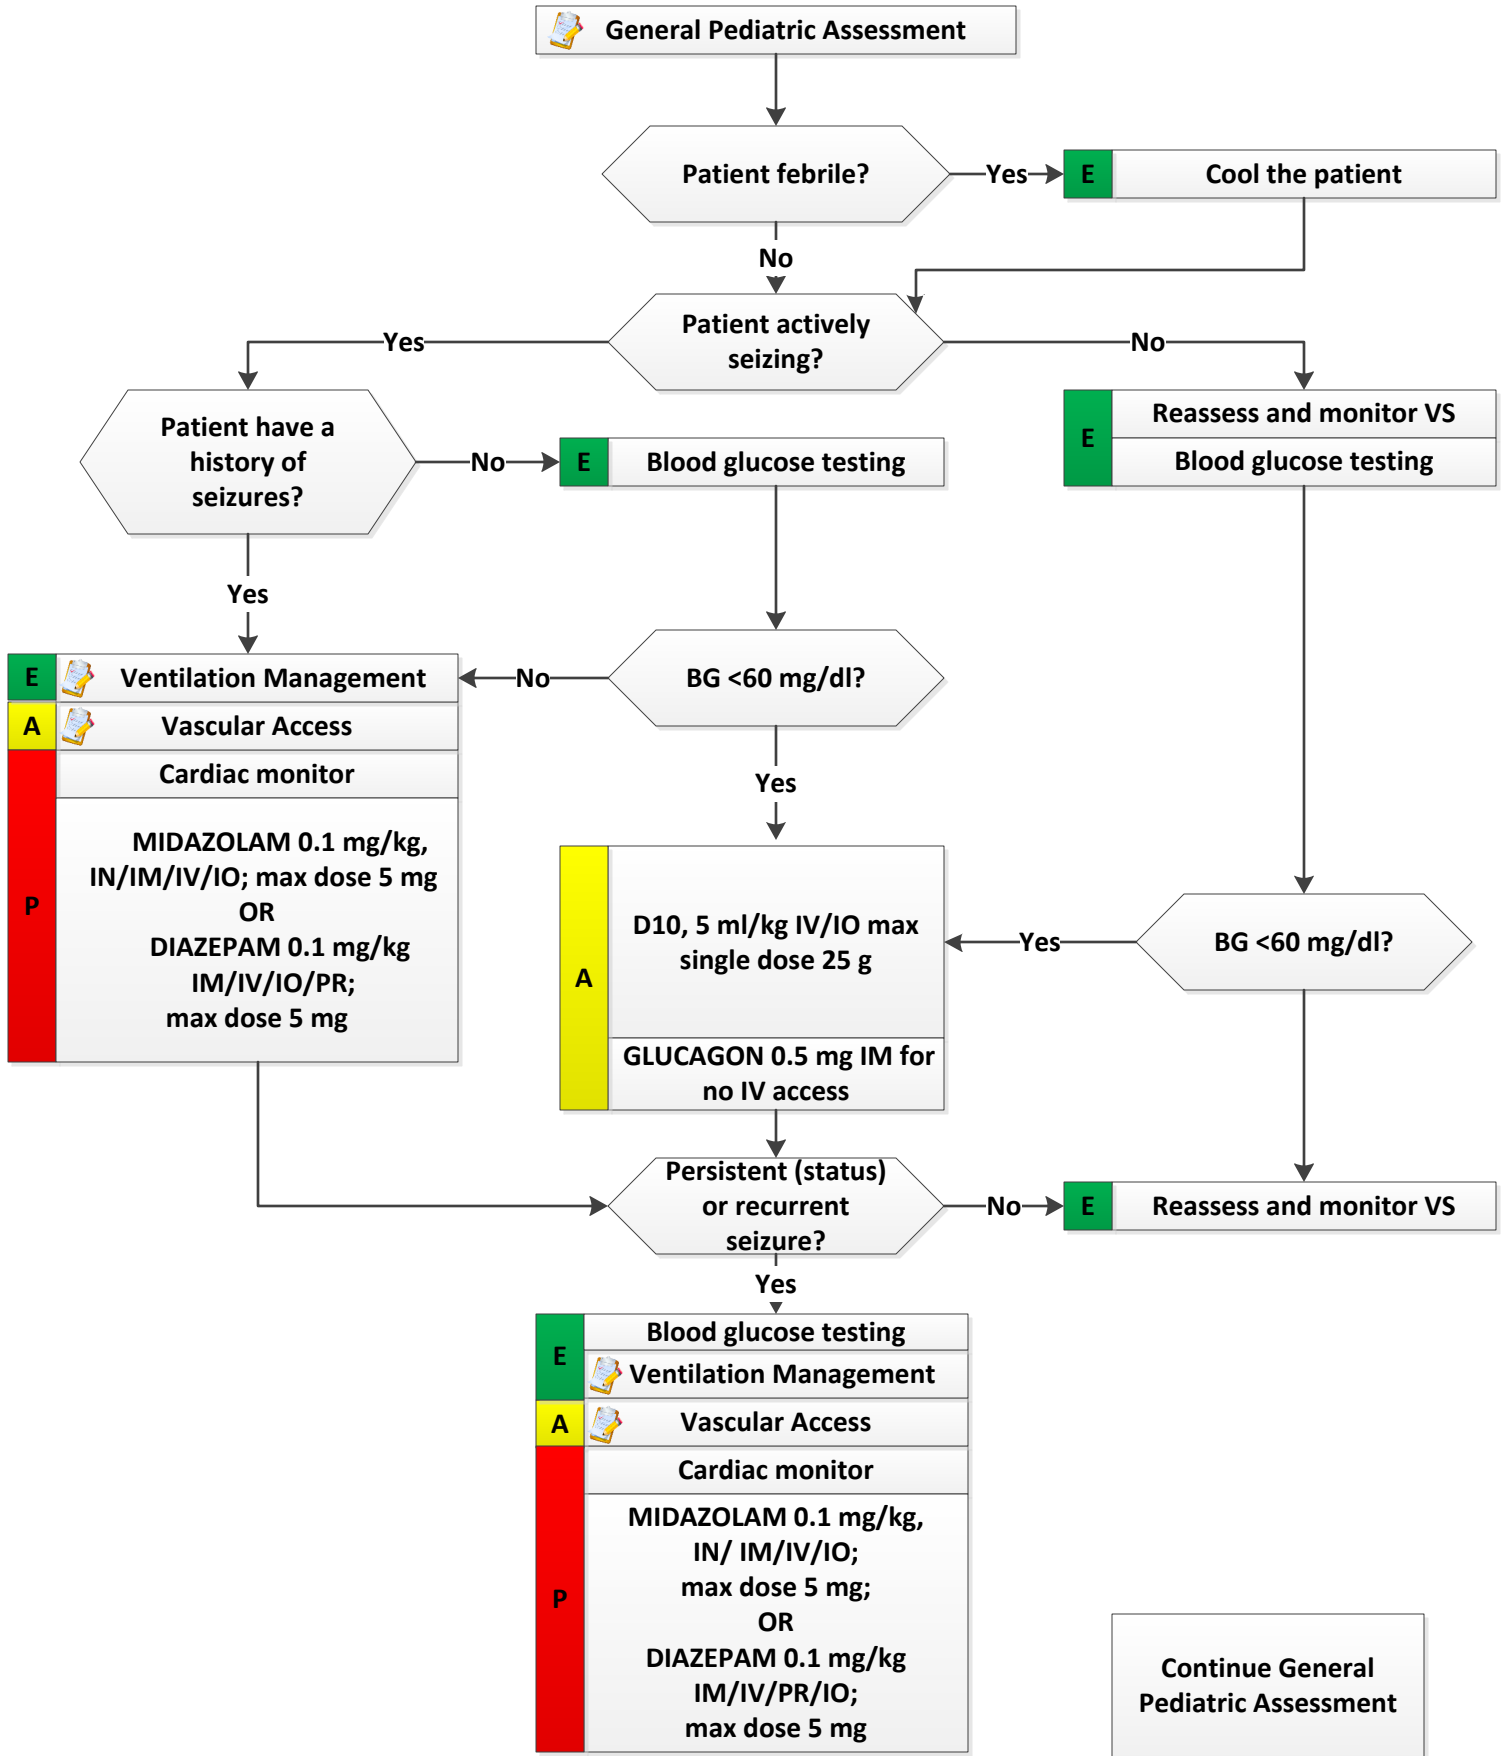 General Pediatric Assessment
Patient febrile?
Yes
E
Cool the patient
No
Patient actively
seizing?
Yes
No
Patient have a
history of
seizures?
No
E
Blood glucose testing
E
Reassess and monitor VS
Blood glucose testing
Yes
E
Ventilation Management
A
Vascular Access
P
Cardiac monitor
MIDAZOLAM 0.1 mg/kg,
IN/IM/IV/IO; max dose 5 mg
OR
DIAZEPAM 0.1 mg/kg
IM/IV/IO/PR;
max dose 5 mg
No
BG <60 mg/dl?
Yes
A
D10, 5 ml/kg IV/IO max
single dose 25 g
GLUCAGON 0.5 mg IM for
no IV access
Yes
BG <60 mg/dl?
Persistent (status)
or recurrent
seizure?
No
E
Reassess and monitor VS
Yes
E
Blood glucose testing
Ventilation Management
A
Vascular Access
P
Cardiac monitor
MIDAZOLAM 0.1 mg/kg,
IN/ IM/IV/IO;
max dose 5 mg;
OR
DIAZEPAM 0.1 mg/kg
IM/IV/PR/IO;
max dose 5 mg
Continue General
Pediatric Assessment